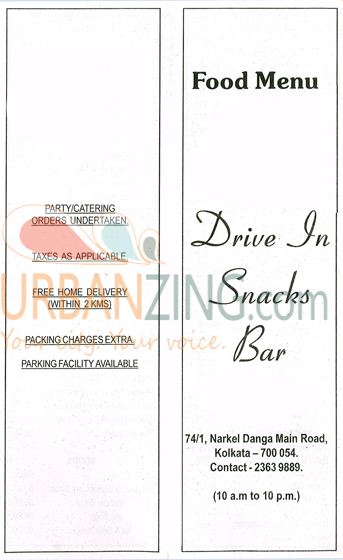 PARTY/CATERING
ORDERS UNDERTAKEN.
TAXES AS APPLICABLE.
FREE HOME DELIVERY
(WITHIN 2 KMS)
PACKING CHARGES EXTRA.
PARKING FACILITY AVAILABLE
URBANZING.com
Your city. Your voice.
Food Menu
Drive In
Snacks
Bar
74/1, Narkel Danga Main Road,
Kolkata – 700 054.
Contact - 2363 9889.
(10 a.m to 10 p.m.)